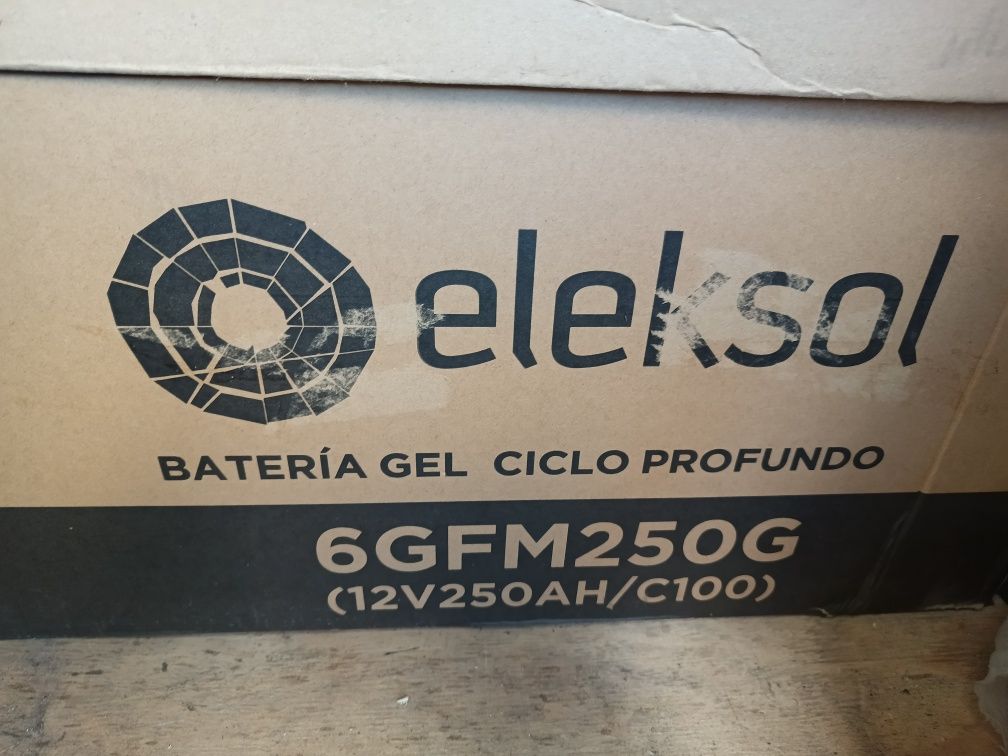 eleksol
BATERÍA GEL CICLO PROFUNDO
6GFM250G
(12V250AH/C100)